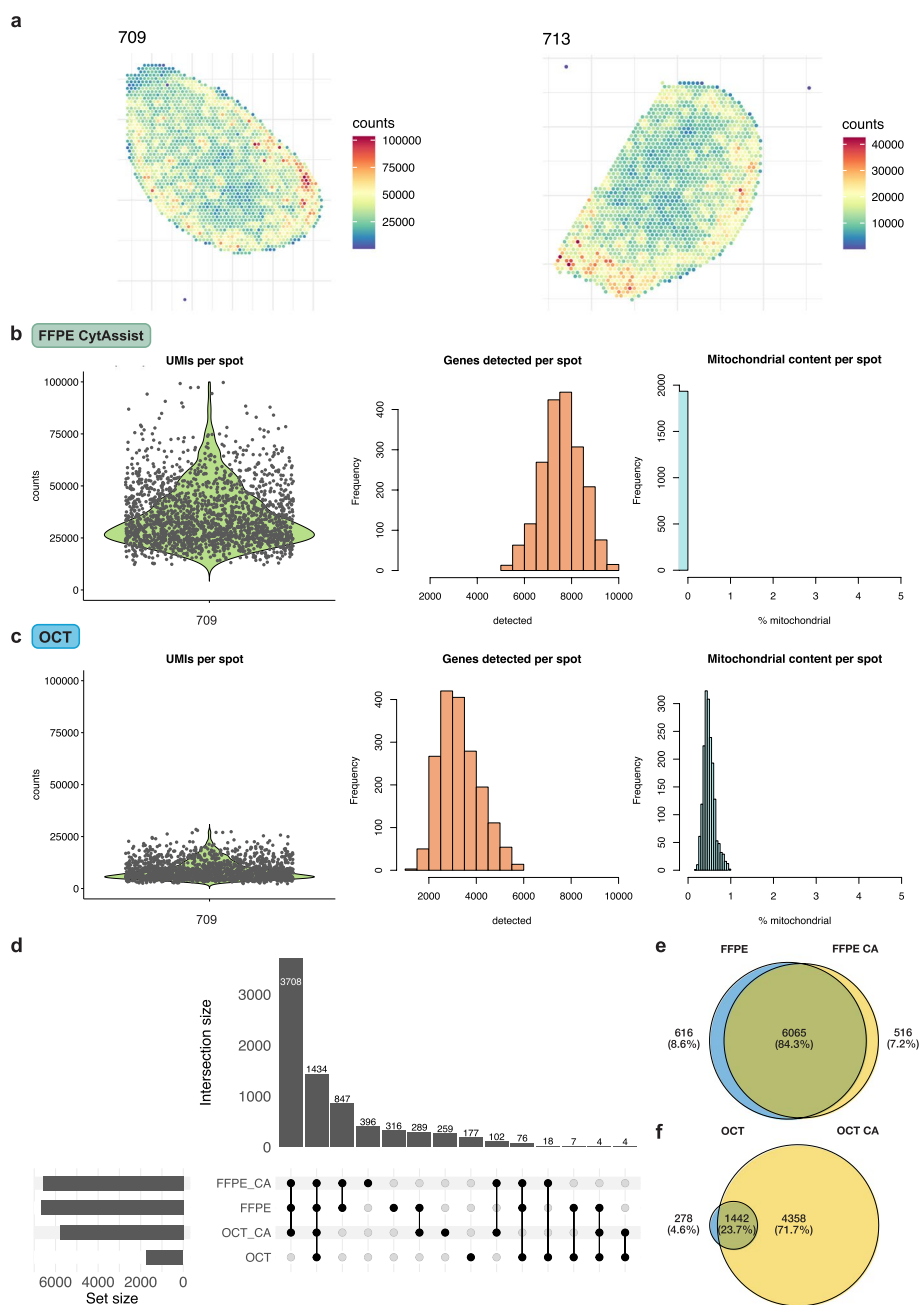 a
709
713
counts
100000
75000
50000
25000
counts
40000
30000
20000
10000
b FFPE CytAssist
UMIs per spot
Genes detected per spot
Mitochondrial content per spot
counts
100000
75000
50000
25000
0
709
Frequency
400
300
200
100
0
2000 4000 6000 8000 10000
detected
2000
1500
1000
500
0
0 1 2 3 4 5
% mitochondrial
c OCT
UMIs per spot
Genes detected per spot
Mitochondrial content per spot
counts
100000
75000
50000
25000
0
709
Frequency
400
300
200
100
0
2000 4000 6000 8000 10000
detected
Frequency
300
250
200
150
100
50
0
0 1 2 3 4 5
% mitochondrial
d
Intersection size
3000
2000
1000
0
3708 1434 847 396 316 289 259 177 102 76 18 7 4 4
FFPE_CA
FFPE
OCT_CA
OCT
6000 4000 2000 0
Set size
e
FFPE FFPE CA
616
(8.6%)
6065
(84.3%)
516
(7.2%)
f
OCT OCT CA
278
(4.6%)
1442
(23.7%)
4358
(71.7%)